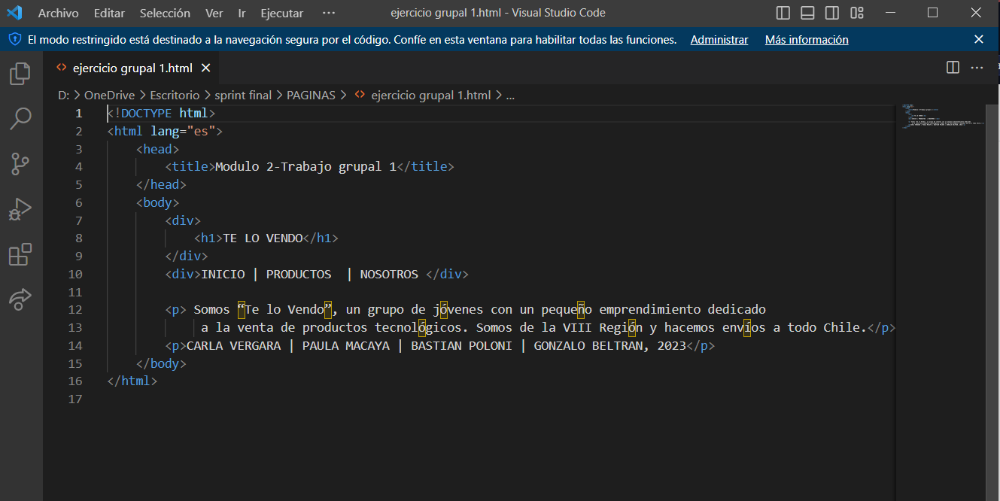 Archivo Editar Selección Ver Ir Ejecutar ··· ejercicio grupal 1.html - Visual Studio Code
El modo restringido está destinado a la navegación segura por el código. Confíe en esta ventana para habilitar todas las funciones. Administrar Más información
ejercicio grupal 1.html
D: > OneDrive > Escritorio > sprint final > PAGINAS > <> ejercicio grupal 1.html > ...
1 <!DOCTYPE html>
2 <html lang="es">
3 <head>
4 <title>Modulo 2-Trabajo grupal 1</title>
5 </head>
6 <body>
7 <div>
8 <h1>TE LO VENDO</h1>
9 </div>
10 <div>INICIO | PRODUCTOS  | NOSOTROS </div>
11
12 <p> Somos “Te lo Vendo”, un grupo de jóvenes con un pequeño emprendimiento dedicado
13 a la venta de productos tecnológicos. Somos de la VIII Región y hacemos envíos a todo Chile.</p>
14 <p>CARLA VERGARA | PAULA MACAYA | BASTIAN POLONI | GONZALO BELTRAN, 2023</p>
15 </body>
16 </html>
17